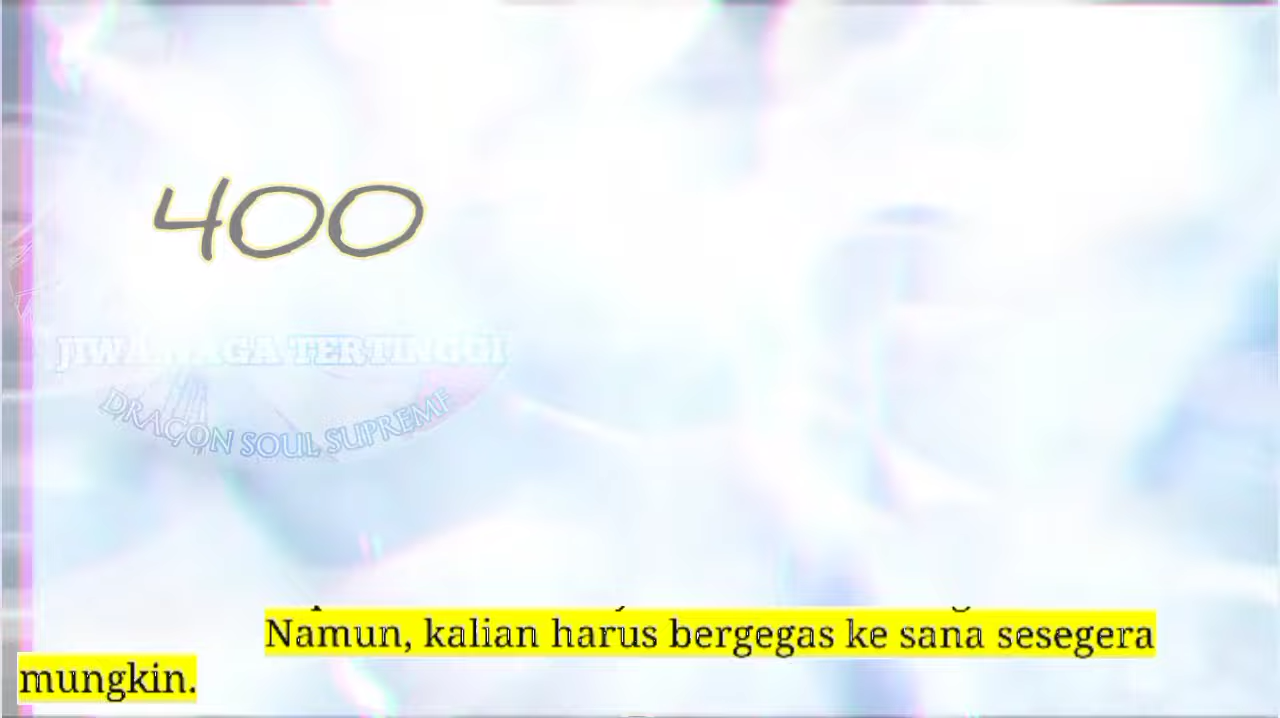 400
JIWA NAGA TERTINGGI
DRAGON SOUL SUPREME
Namun, kalian harus bergegas ke sana sesegera
mungkin.